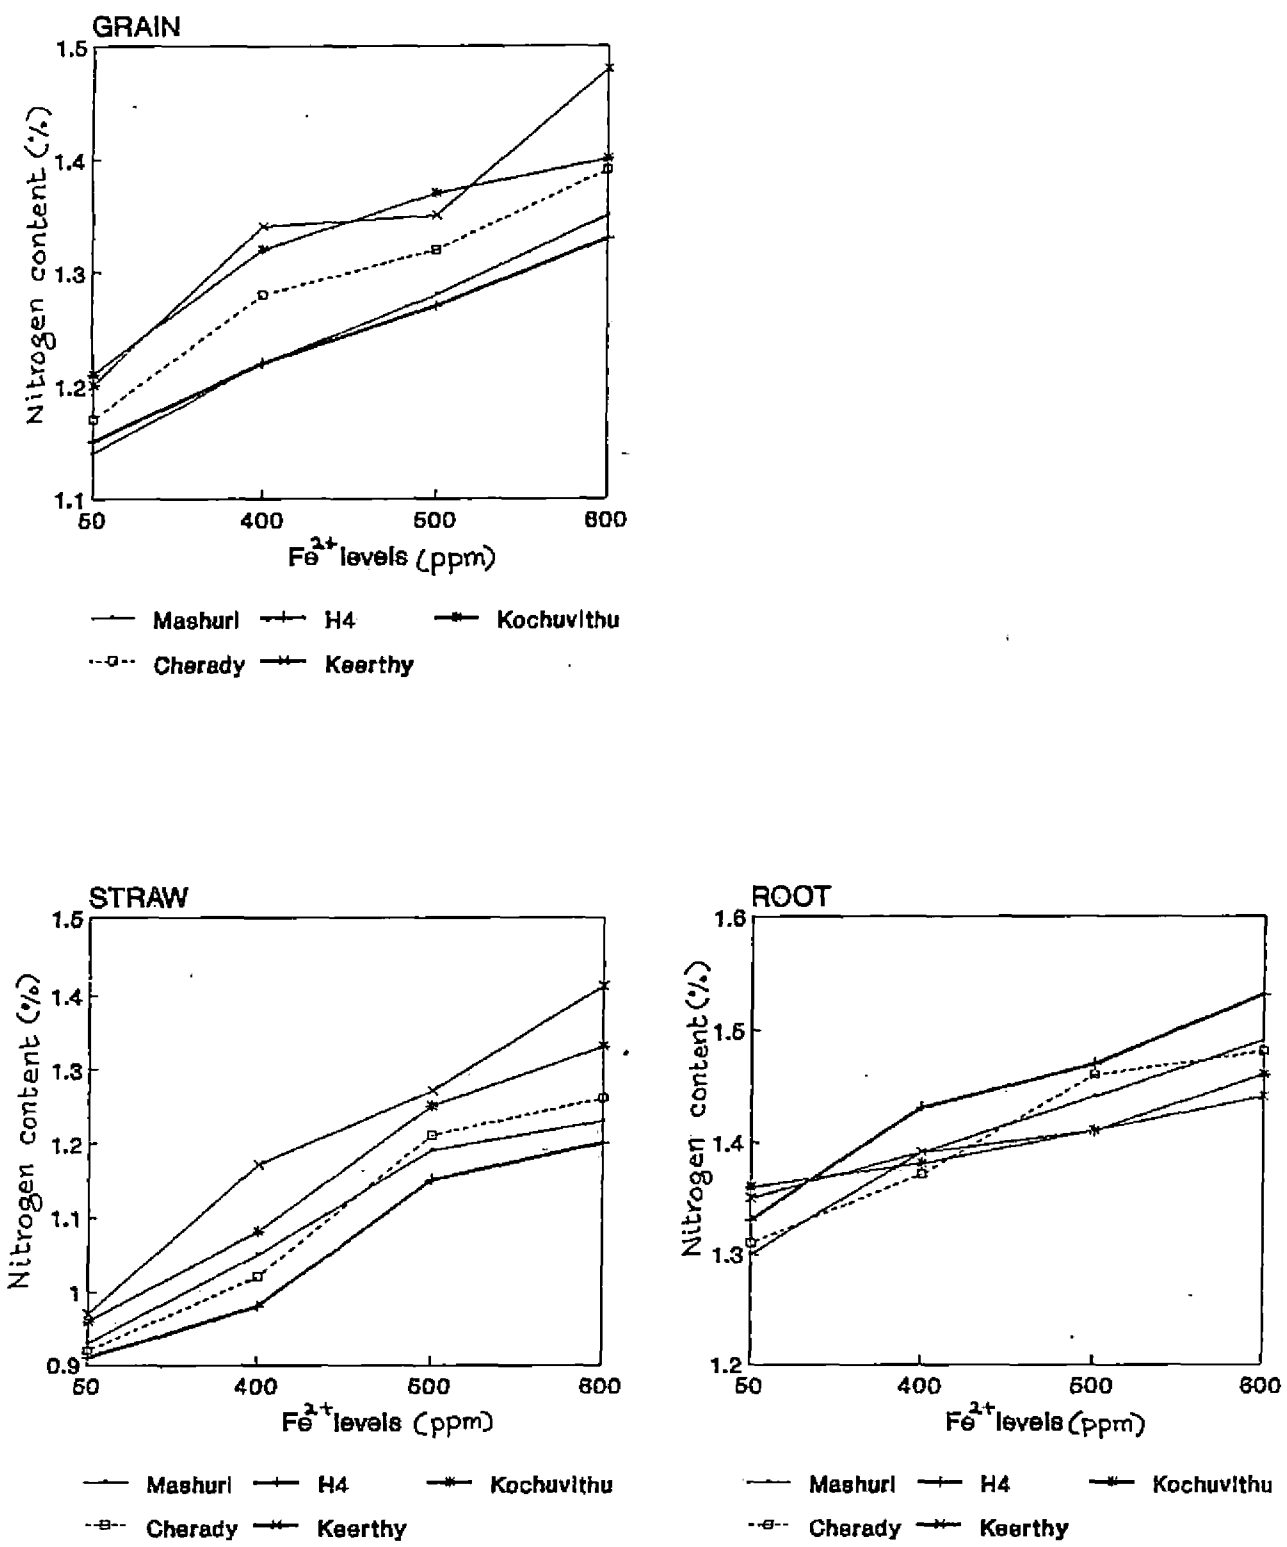 GRAIN
1.5
1.4
1.3
1.2
1.1
Nitrogen content (%)
50 400 500 600
Fe2+ levels (ppm)
Mashuri H4 Kochuvithu
Cherady Keerthy
STRAW
1.5
1.4
1.3
1.2
1.1
1
0.9
Nitrogen content (%)
50 400 500 600
Fe2+ levels (ppm)
Mashuri H4 Kochuvithu
Cherady Keerthy
ROOT
1.6
1.5
1.4
1.3
1.2
Nitrogen content (%)
50 400 500 600
Fe2+ levels (ppm)
Mashuri H4 Kochuvithu
Cherady Keerthy